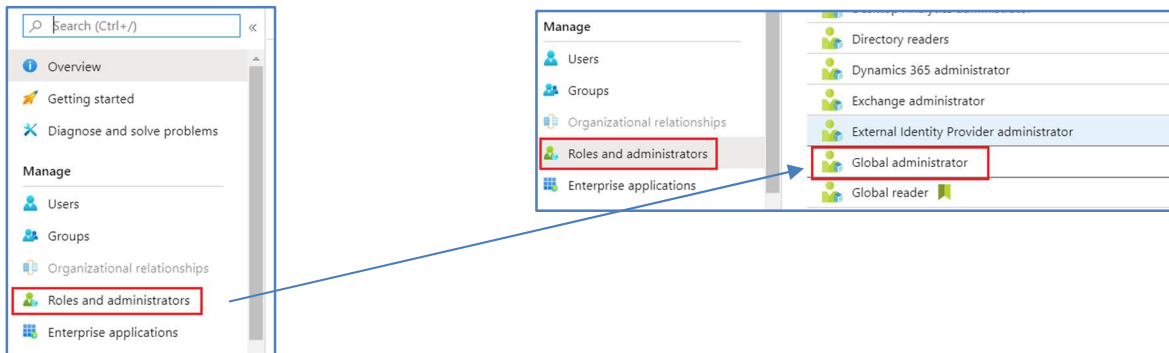 Search (Ctrl+/)
«
Overview
Getting started
Diagnose and solve problems
Manage
Users
Groups
Organizational relationships
Roles and administrators
Enterprise applications
Manage
Users
Groups
Organizational relationships
Roles and administrators
Enterprise applications
Directory readers
Dynamics 365 administrator
Exchange administrator
External Identity Provider administrator
Global administrator
Global reader